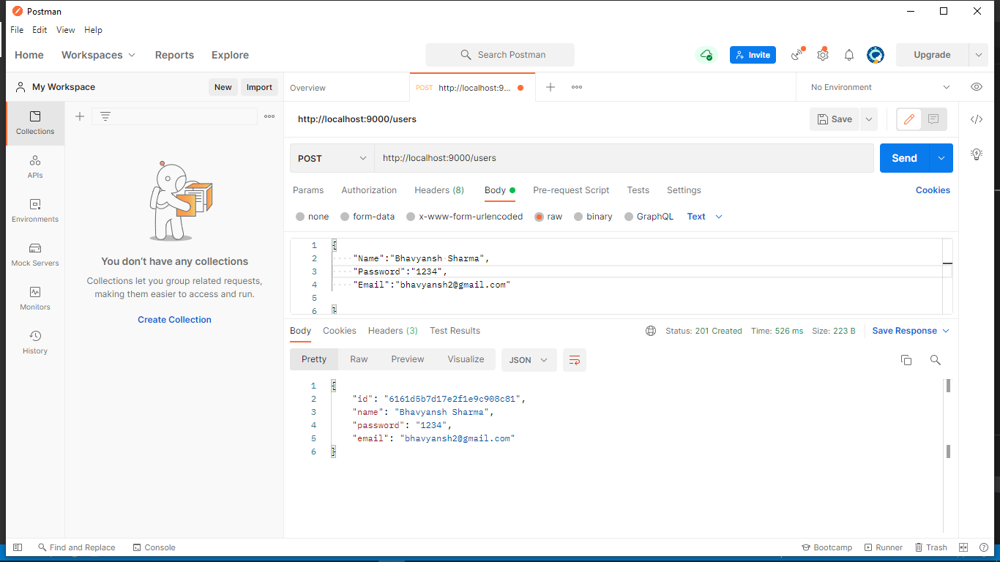 Postman
File Edit View Help
Home Workspaces Reports Explore Search Postman Invite Upgrade
My Workspace New Import Overview POST http://localhost:9... No Environment
Collections
APIs
Environments
Mock Servers
Monitors
History
You don't have any collections
Collections let you group related requests,
making them easier to access and run.
Create Collection
http://localhost:9000/users Save
POST http://localhost:9000/users Send
Params Authorization Headers (8) Body Pre-request Script Tests Settings Cookies
none form-data x-www-form-urlencoded raw binary GraphQL Text
1 {
2 "Name":"Bhavyansh Sharma",
3 "Password":"1234",
4 "Email":"bhavyansh2@gmail.com"
5
6 }
Body Cookies Headers (3) Test Results Status: 201 Created Time: 526 ms Size: 223 B Save Response
Pretty Raw Preview Visualize JSON
1 {
2 "id": "6161d5b7d17e2f1e9c908c81",
3 "name": "Bhavyansh Sharma",
4 "password": "1234",
5 "email": "bhavyansh2@gmail.com"
6 }
Find and Replace Console Bootcamp Runner Trash